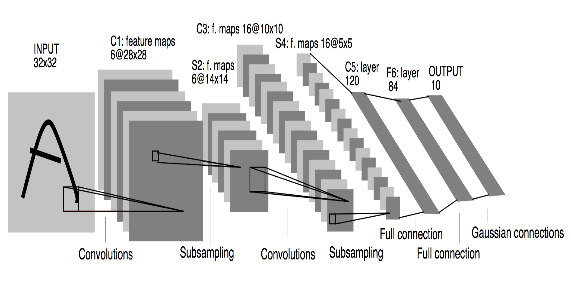 INPUT
32x32
C1: feature maps
6@28x28
S2: f. maps
6@14x14
C3: f. maps 16@10x10
S4: f. maps 16@5x5
C5: layer
120
F6: layer
84
OUTPUT
10
A
Convolutions
Subsampling
Convolutions
Subsampling
Full connection
Full connection
Gaussian connections